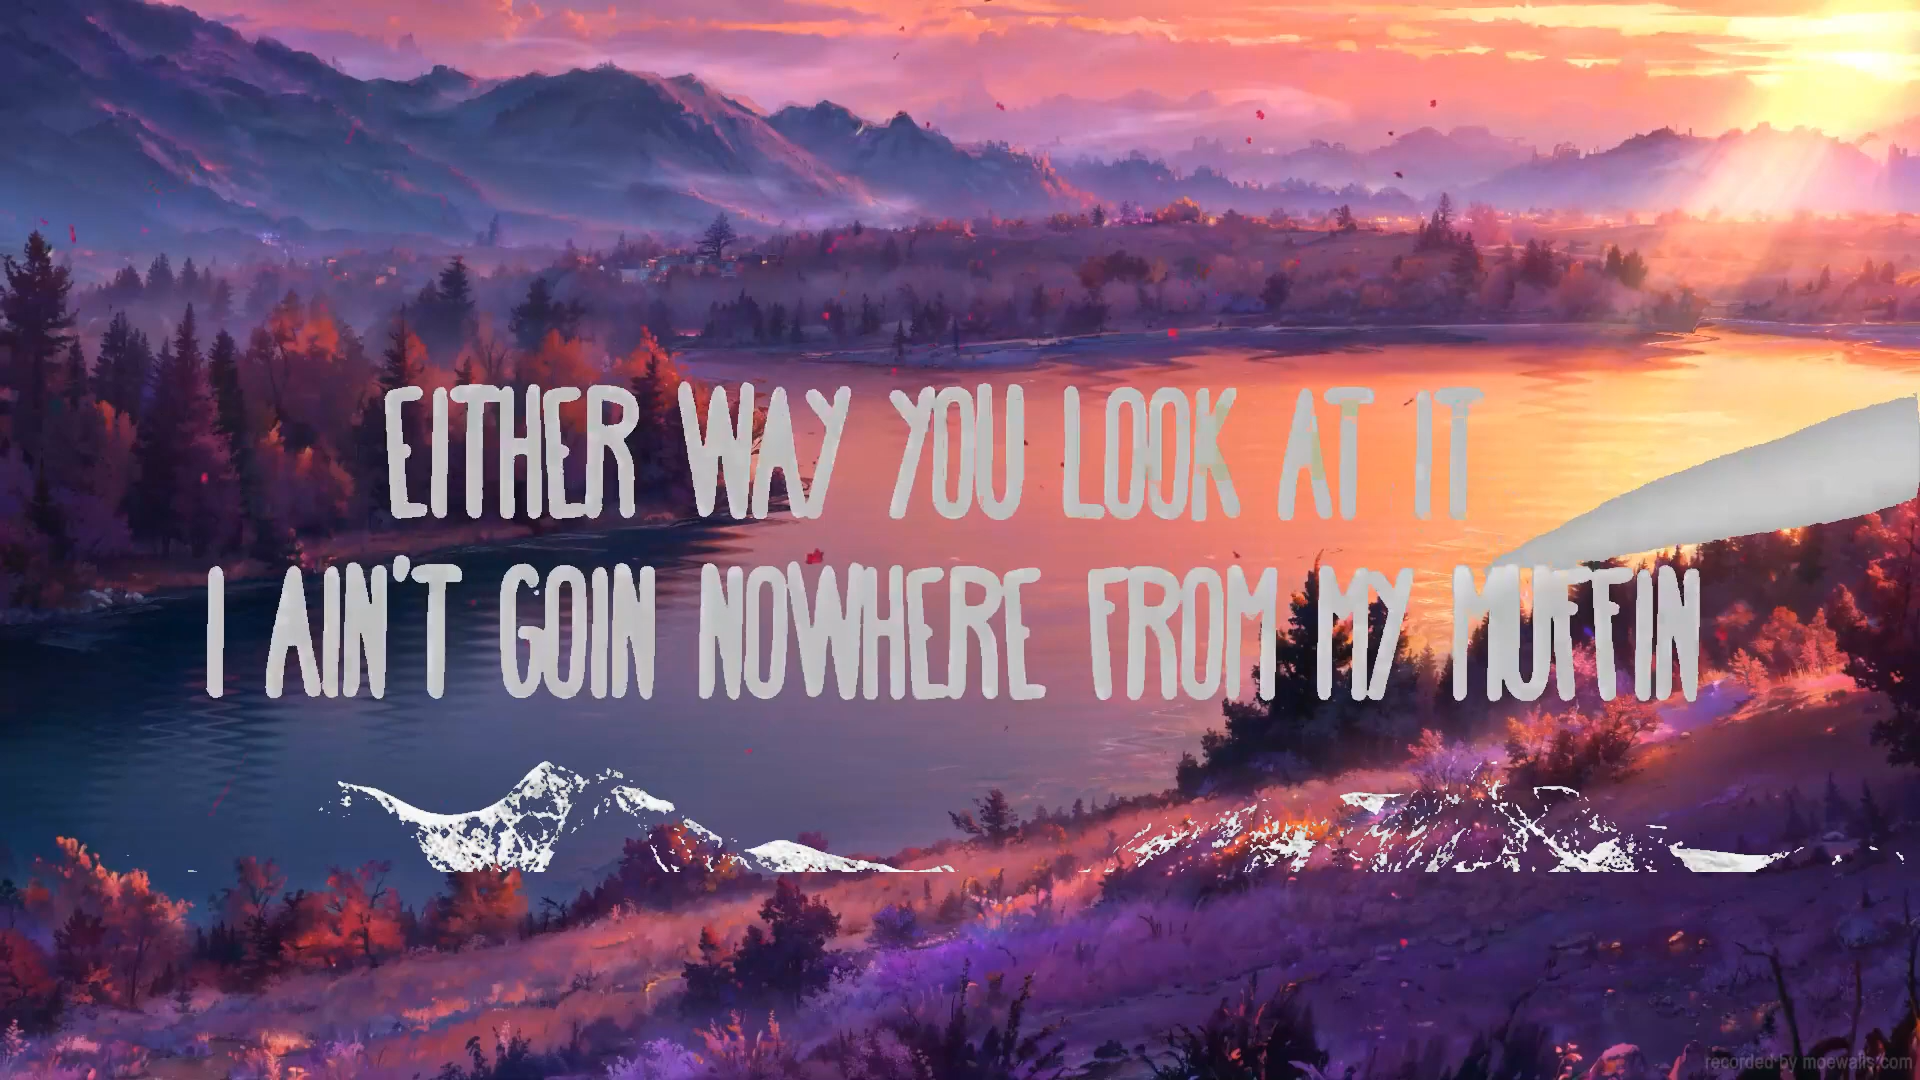 EITHER WAY YOU LOOK AT IT
I AIN'T GOIN NOWHERE FROM MY MUFFIN
recorded by moewalls.com